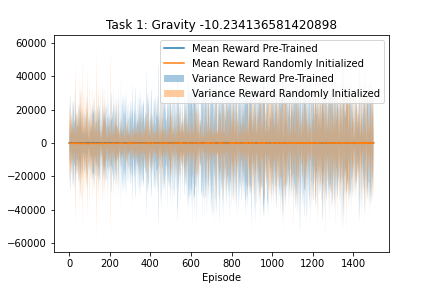 Task 1: Gravity -10.234136581420898
Mean Reward Pre-Trained
Mean Reward Randomly Initialized
Variance Reward Pre-Trained
Variance Reward Randomly Initialized
60000
40000
20000
0
−20000
−40000
−60000
0 200 400 600 800 1000 1200 1400
Episode